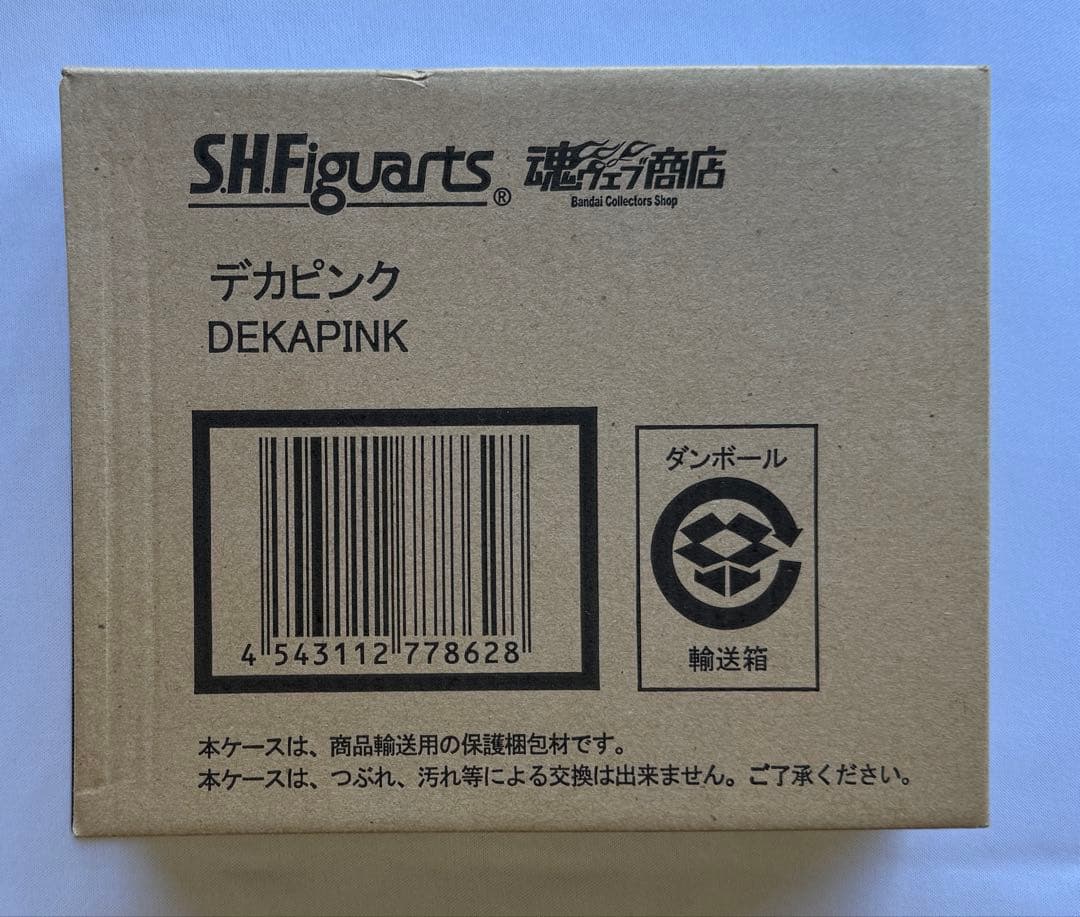 S.H.Figuarts® 魂ウェブ商店
Bandai Collectors Shop
デカピンク
DEKAPINK
4 543112 778628
ダンボール
輸送箱
本ケースは、商品輸送用の保護梱包材です。
本ケースは、つぶれ、汚れ等による交換は出来ません。ご了承ください。